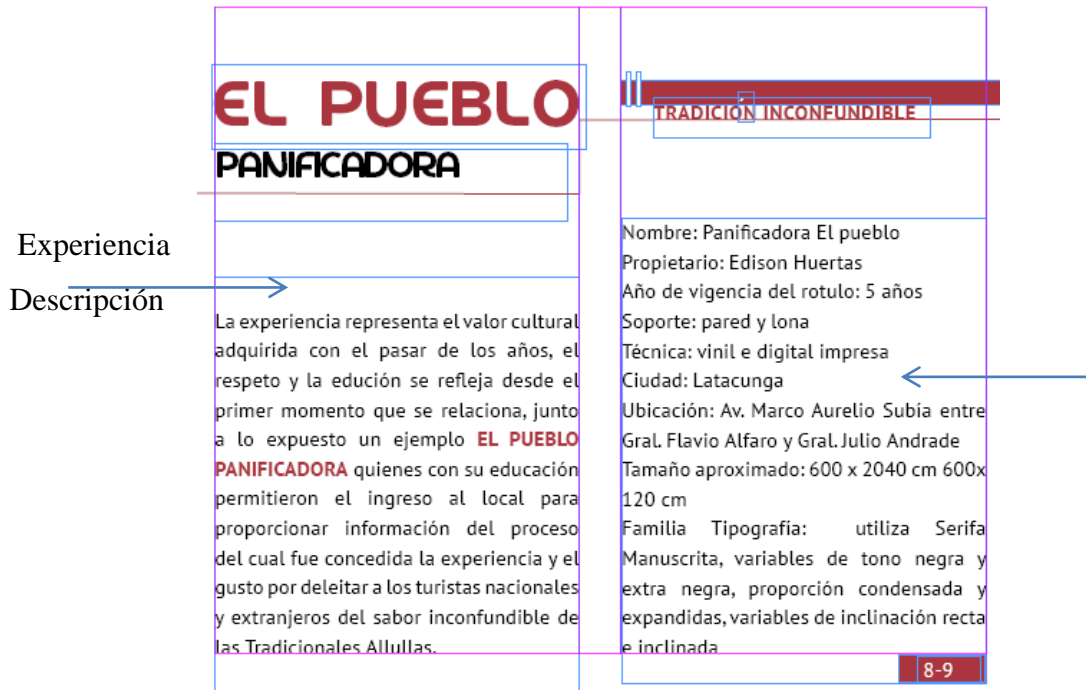 EL PUEBLO
PANIFICADORA
Experiencia
Descripción
La experiencia representa el valor cultural
adquirida con el pasar de los años, el
respeto y la edución se refleja desde el
primer momento que se relaciona, junto
a lo expuesto un ejemplo EL PUEBLO
PANIFICADORA quienes con su educación
permitieron el ingreso al local para
proporcionar información del proceso
del cual fue concedida la experiencia y el
gusto por deleitar a los turistas nacionales
y extranjeros del sabor inconfundible de
las Tradicionales Allullas.
TRADICIÓN INCONFUNDIBLE
Nombre: Panificadora El pueblo
Propietario: Edison Huertas
Año de vigencia del rotulo: 5 años
Soporte: pared y lona
Técnica: vinil e digital impresa
Ciudad: Latacunga
Ubicación: Av. Marco Aurelio Subía entre
Gral. Flavio Alfaro y Gral. Julio Andrade
Tamaño aproximado: 600 x 2040 cm 600x
120 cm
Familia Tipografia: utiliza Serifa
Manuscrita, variables de tono negra y
extra negra, proporción condensada y
expandidas, variables de inclinación recta
e inclinada
8-9